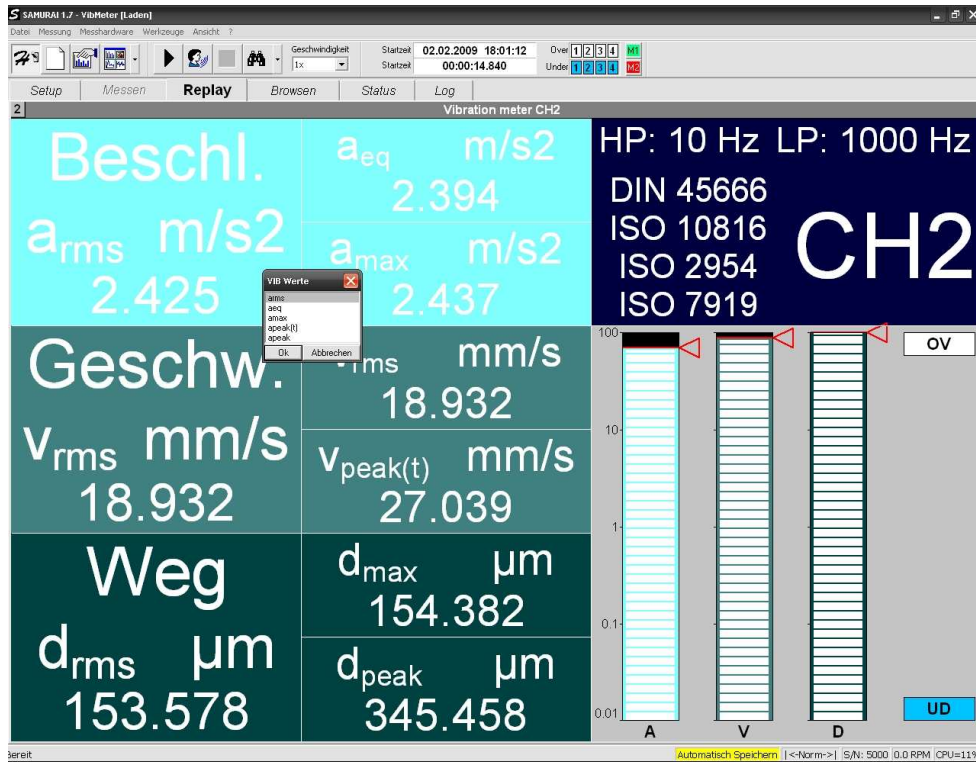 SAMURAI 1.7 - VibMeter [Laden]
Datei Messung Messhardware Werkzeuge Ansicht ?
Geschwindigkeit
1x
Startzeit 02.02.2009 18:01:12
Startzeit 00:00:14.840
Over 1 2 3 4 M1
Under 1 2 3 4 M2
Setup Messen Replay Browsen Status Log
2 Vibration meter CH2
Beschl.
arms m/s2
2.425
aeq m/s2
2.394
amax m/s2
2.437
HP: 10 Hz LP: 1000 Hz
DIN 45666
ISO 10816
ISO 2954
ISO 7919
CH2
VIB Werte
arms
aeq
amax
apeak(t)
apeak
Ok Abbrechen
Geschw.
vrms mm/s
18.932
rms mm/s
18.932
vpeak(t) mm/s
27.039
Weg
drms µm
153.578
dmax µm
154.382
dpeak µm
345.458
100
10
1
0.1
0.01
A V D
OV
UD
Bereit
Automatisch Speichern |<-Norm->| S/N: 5000 0.0 RPM CPU=11%